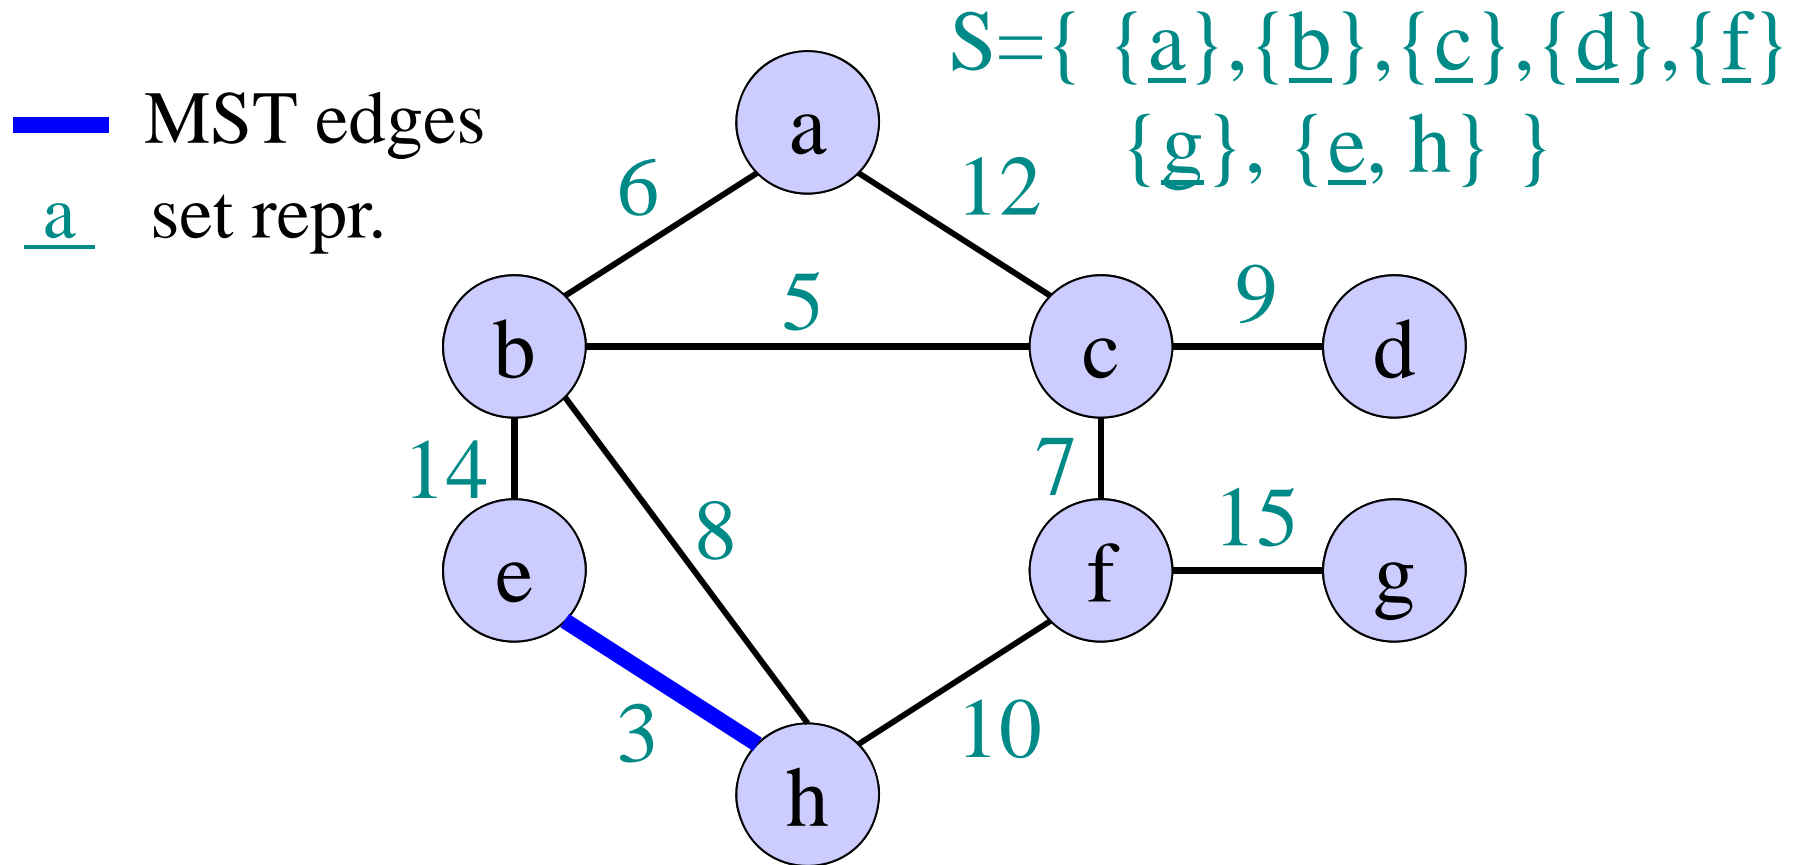 S={ {a},{b},{c},{d},{f}
{g}, {e, h} }
MST edges
a set repr.
a
6
12
5
9
b
c
d
14
7
8
15
e
f
g
3
10
h